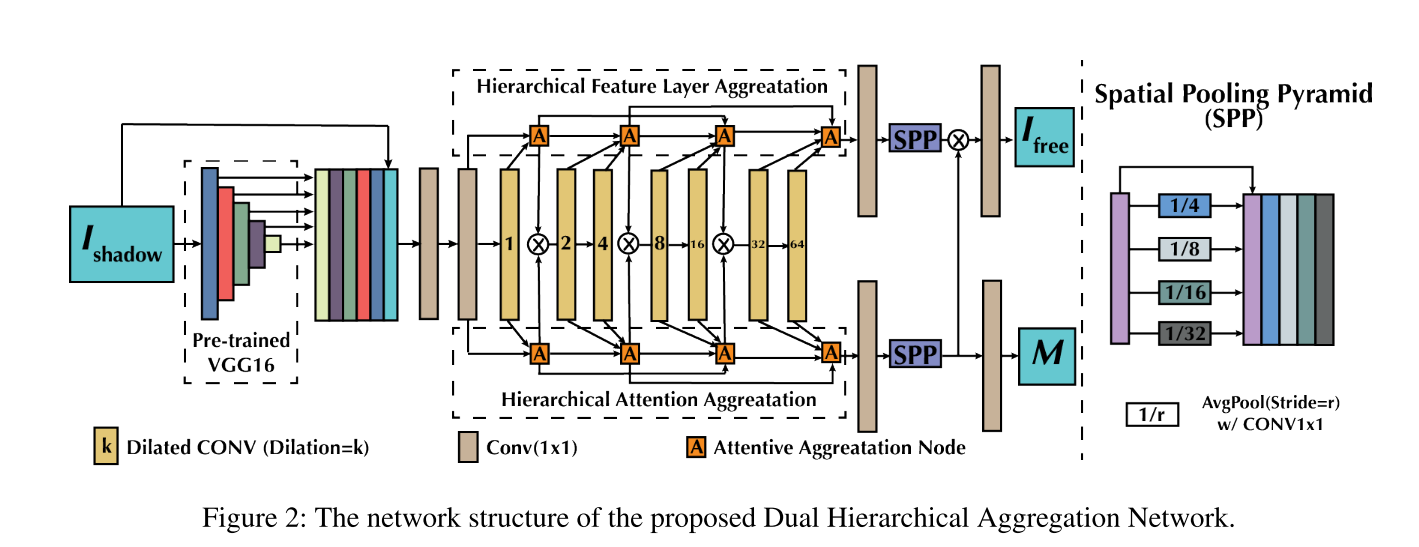 Hierarchical Feature Layer Aggreatation
A A A A
I shadow
Pre-trained
VGG16
1 2 4 8 16 32 64
A A A A
Hierarchical Attention Aggreatation
SPP
I free
SPP
M
k Dilated CONV (Dilation=k)
Conv(1x1)
A Attentive Aggreatation Node
Spatial Pooling Pyramid
(SPP)
1/4
1/8
1/16
1/32
1/r
AvgPool(Stride=r)
w/ CONV1x1
Figure 2: The network structure of the proposed Dual Hierarchical Aggregation Network.